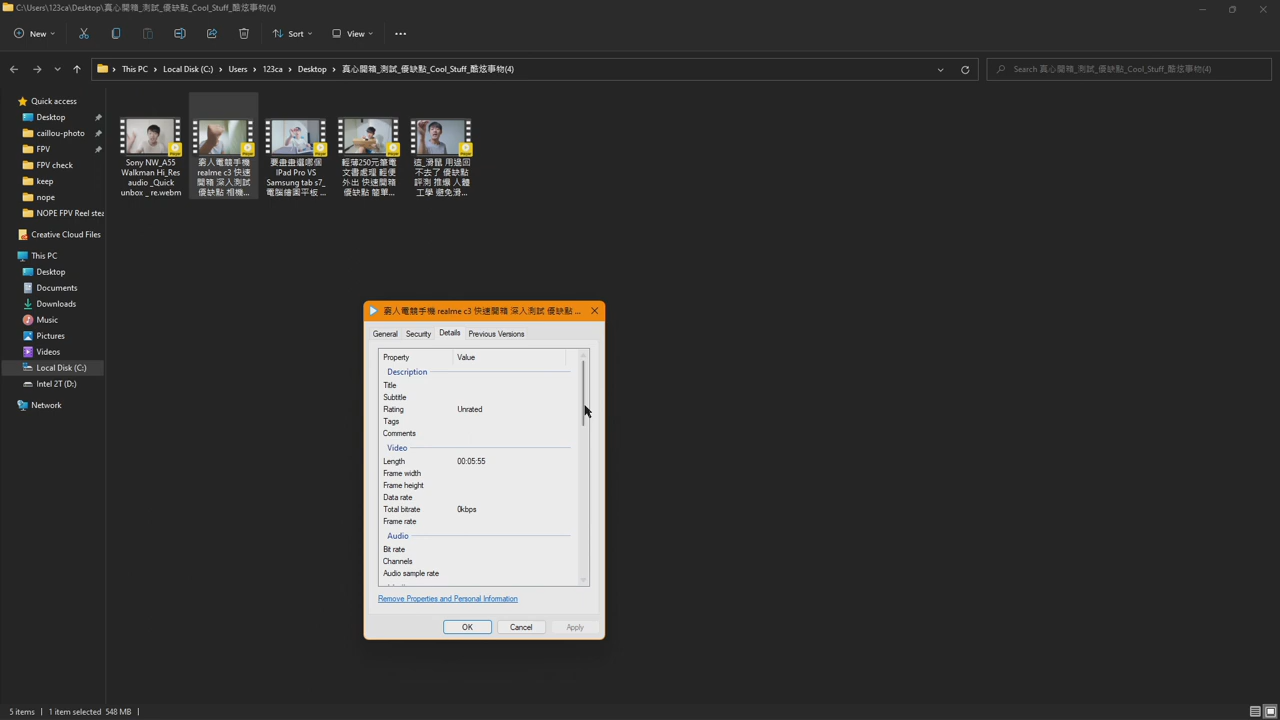 C:\Users\123ca\Desktop\真心開箱_測試_優缺點_Cool_Stuff_酷炫事物(4)
New
Sort
View
This PC > Local Disk (C:) > Users > 123ca > Desktop > 真心開箱_測試_優缺點_Cool_Stuff_酷炫事物(4)
Search 真心開箱_測試_優缺點_Cool_Stuff_酷炫事物(4)
Quick access
Desktop
caillou-photo
FPV
FPV check
keep
nope
NOPE FPV Reel stea
Creative Cloud Files
This PC
Desktop
Documents
Downloads
Music
Pictures
Videos
Local Disk (C:)
Intel 2T (D:)
Network
Sony NW_A55
Walkman Hi_Res
audio _Quick
unbox _ re.webm
窮人電競手機
realme c3 快速
開箱 深入測試
優缺點 相機...
要畫畫選哪個
IPad Pro VS
Samsung tab s7_
電腦繪圖平板 ...
輕薄250元筆電
文書處理 輕便
外出 快速開箱
優缺點 簡單...
這_滑鼠 用過回
不去了 優缺點
評測 推爆 人體
工學 避免滑...
窮人電競手機 realme c3 快速開箱 深入測試 優缺點 ...
General
Security
Details
Previous Versions
Property Value
Description
Title
Subtitle
Rating Unrated
Tags
Comments
Video
Length 00:05:55
Frame width
Frame height
Data rate
Total bitrate 0kbps
Frame rate
Audio
Bit rate
Channels
Audio sample rate
Remove Properties and Personal Information
OK
Cancel
Apply
5 items
1 item selected 548 MB